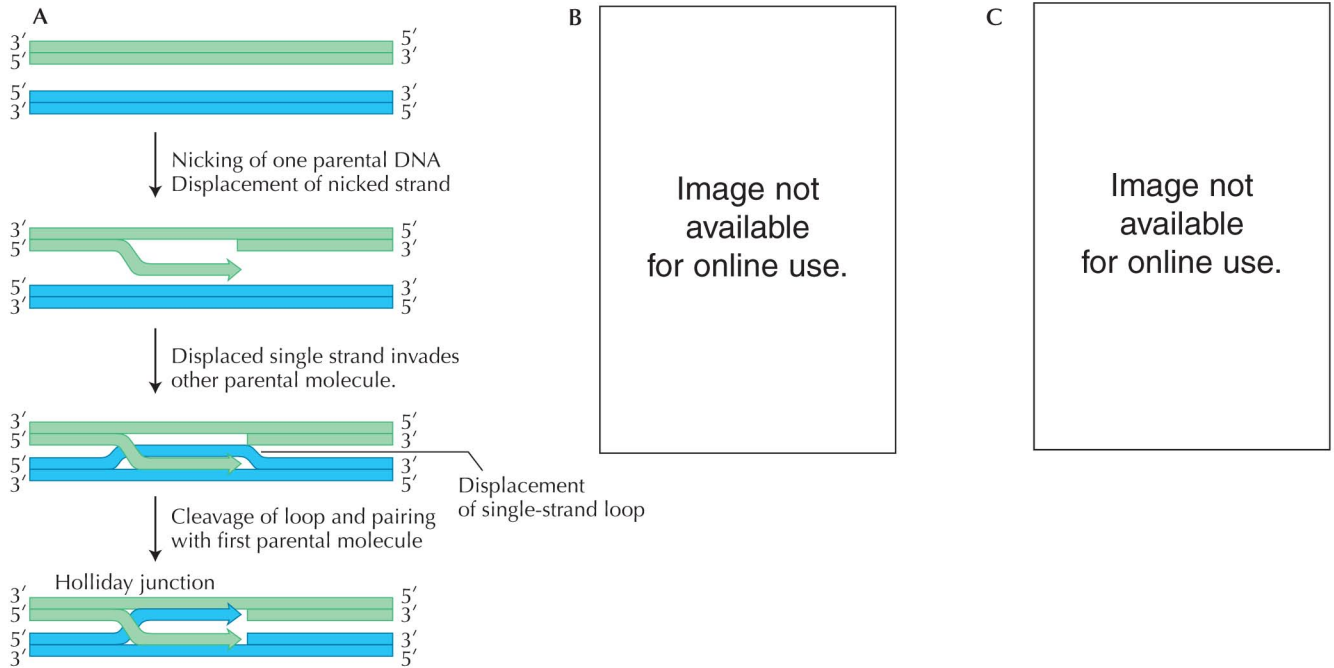 A
3′ 5′
5′ 3′
5′ 3′
3′ 5′
Nicking of one parental DNA
Displacement of nicked strand
3′ 5′
5′ 3′
5′ 3′
3′ 5′
Displaced single strand invades
other parental molecule.
3′ 5′
5′ 3′
5′ 3′
3′ 5′
Displacement
of single-strand loop
Cleavage of loop and pairing
with first parental molecule
Holliday junction
3′ 5′
5′ 3′
5′ 3′
3′ 5′
B
Image not
available
for online use.
C
Image not
available
for online use.